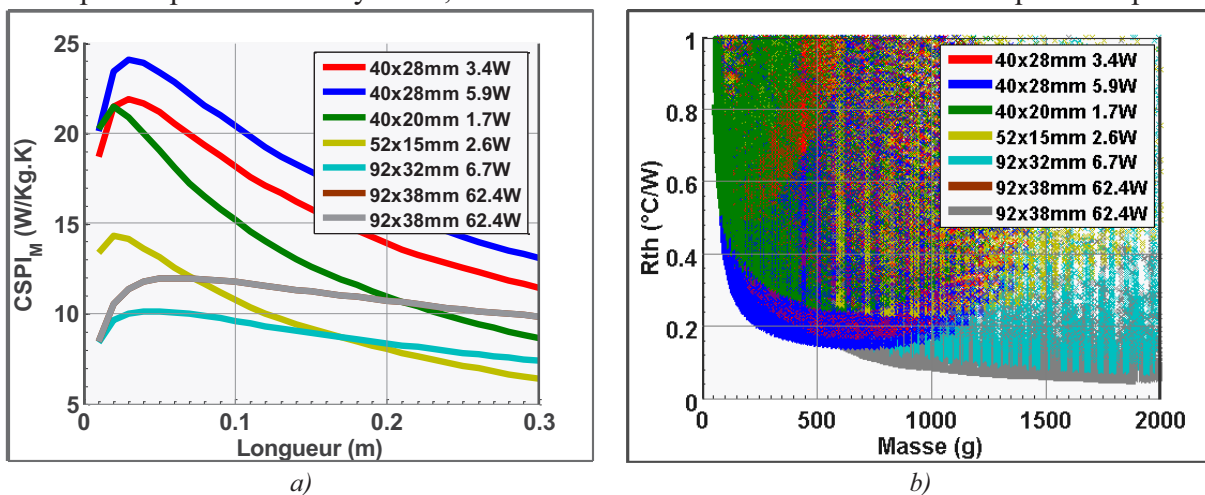 25
20
15
10
5
CSPI_M (W/Kg.K)
40x28mm 3.4W
40x28mm 5.9W
40x20mm 1.7W
52x15mm 2.6W
92x32mm 6.7W
92x38mm 62.4W
92x38mm 62.4W
0 0.1 0.2 0.3
Longueur (m)
a)
1
0.8
0.6
0.4
0.2
0
Rth (°C/W)
40x28mm 3.4W
40x28mm 5.9W
40x20mm 1.7W
52x15mm 2.6W
92x32mm 6.7W
92x38mm 62.4W
92x38mm 62.4W
0 500 1000 1500 2000
Masse (g)
b)